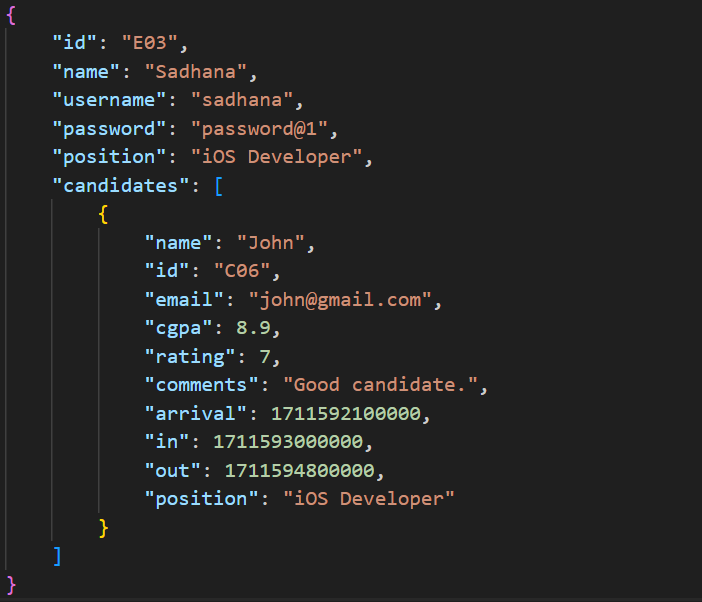 {
    "id": "E03",
    "name": "Sadhana",
    "username": "sadhana",
    "password": "password@1",
    "position": "iOS Developer",
    "candidates": [
        {
            "name": "John",
            "id": "C06",
            "email": "john@gmail.com",
            "cgpa": 8.9,
            "rating": 7,
            "comments": "Good candidate.",
            "arrival": 1711592100000,
            "in": 1711593000000,
            "out": 1711594800000,
            "position": "iOS Developer"
        }
    ]
}